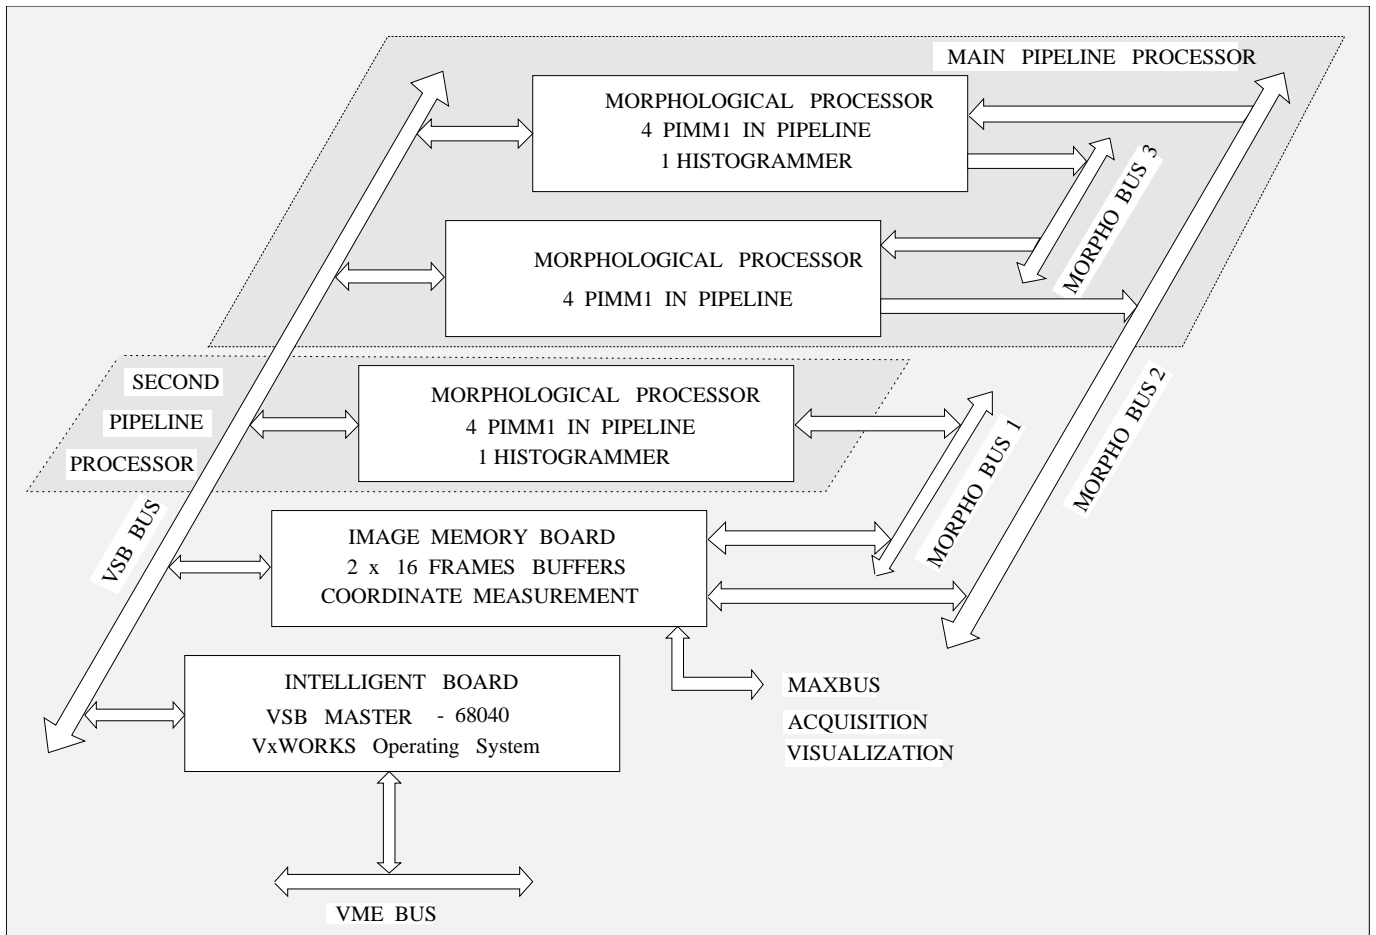 MAIN PIPELINE PROCESSOR
MORPHOLOGICAL PROCESSOR
4 PIMM1 IN PIPELINE
1 HISTOGRAMMER
MORPHO BUS 3
MORPHOLOGICAL PROCESSOR
4 PIMM1 IN PIPELINE
SECOND
PIPELINE
PROCESSOR
MORPHOLOGICAL PROCESSOR
4 PIMM1 IN PIPELINE
1 HISTOGRAMMER
MORPHO BUS 1
MORPHO BUS 2
VSB BUS
IMAGE MEMORY BOARD
2 x 16 FRAMES BUFFERS
COORDINATE MEASUREMENT
INTELLIGENT BOARD
VSB MASTER - 68040
VxWORKS Operating System
MAXBUS
ACQUISITION
VISUALIZATION
VME BUS